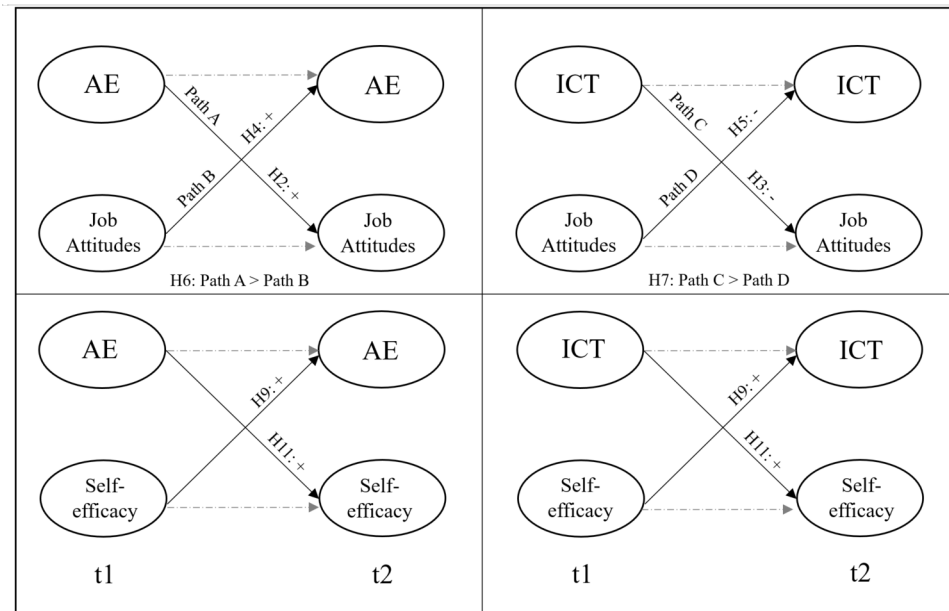 AE
AE
Path A
H4: +
Path B
H2: +
Job
Attitudes
Job
Attitudes
H6: Path A > Path B
ICT
ICT
Path C
H5: -
Path D
H3: -
Job
Attitudes
Job
Attitudes
H7: Path C > Path D
AE
AE
H9: +
H11: +
Self-
efficacy
Self-
efficacy
t1
t2
ICT
ICT
H9: +
H11: +
Self-
efficacy
Self-
efficacy
t1
t2